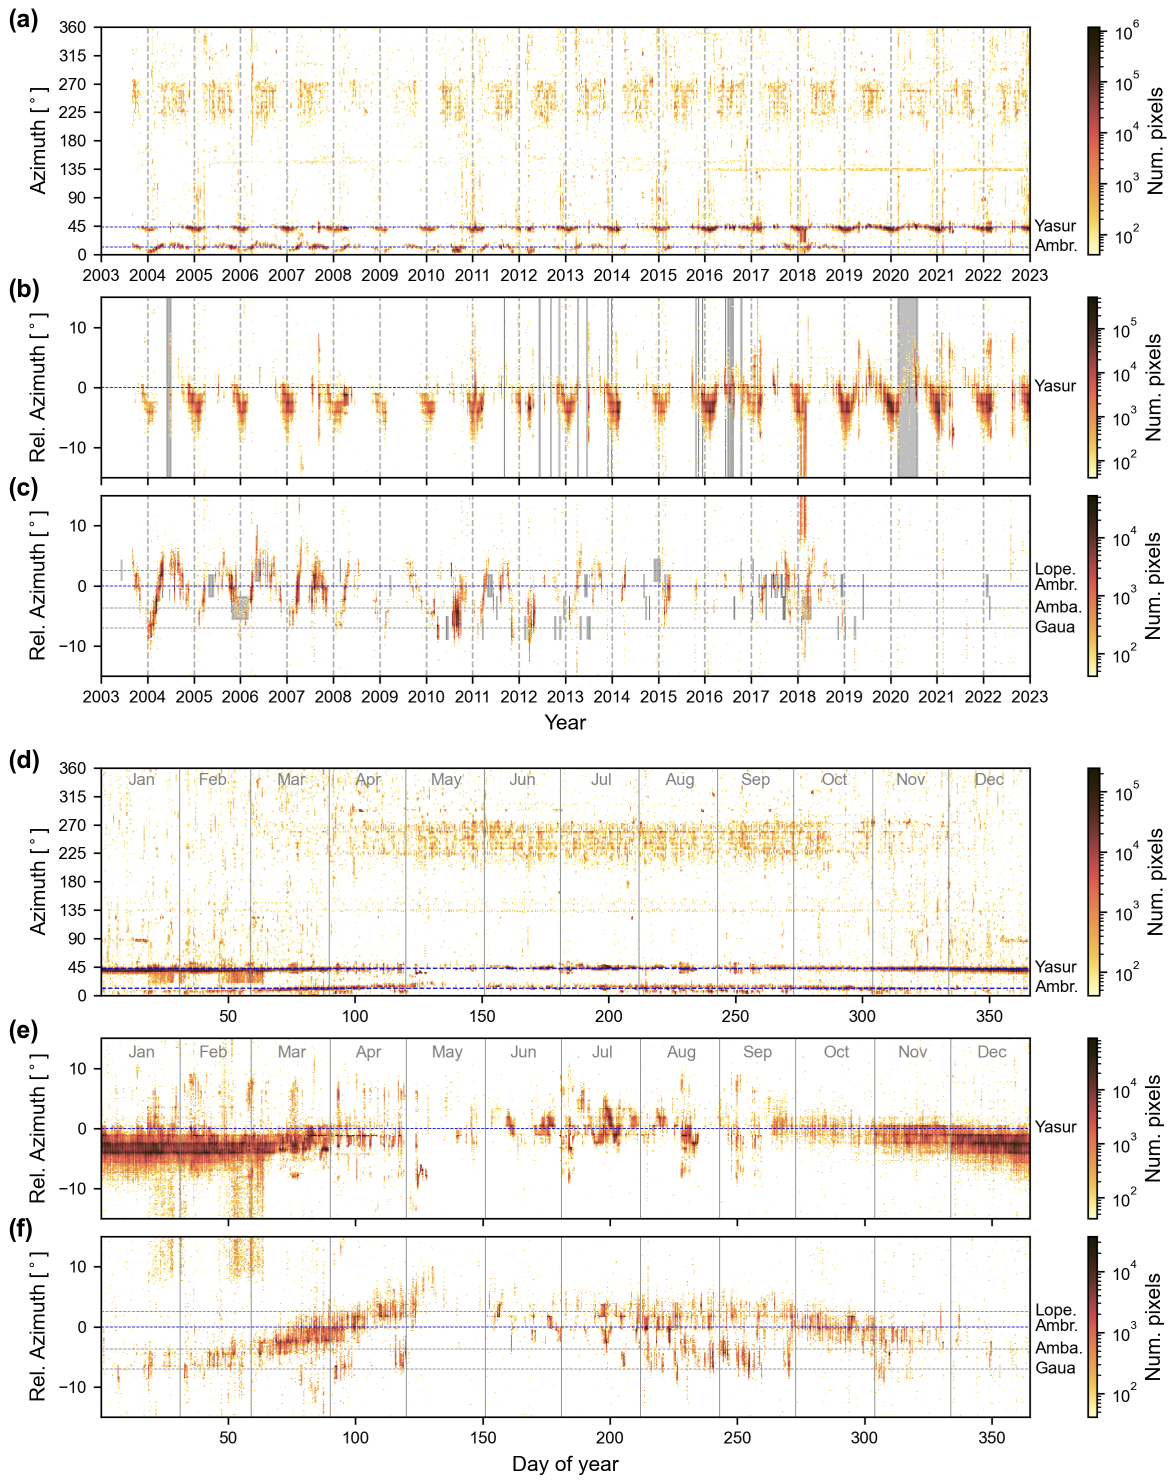 (a)
360
315
270
225
180
135
90
45
0
Azimuth [°]
Yasur
Ambr.
2003 2004 2005 2006 2007 2008 2009 2010 2011 2012 2013 2014 2015 2016 2017 2018 2019 2020 2021 2022 2023
10^6
10^5
10^4
10^3
10^2
Num. pixels
(b)
10
0
−10
Rel. Azimuth [°]
Yasur
10^5
10^4
10^3
10^2
Num. pixels
(c)
10
0
−10
Rel. Azimuth [°]
Lope.
Ambr.
Amba.
Gaua
2003 2004 2005 2006 2007 2008 2009 2010 2011 2012 2013 2014 2015 2016 2017 2018 2019 2020 2021 2022 2023
Year
10^4
10^3
10^2
Num. pixels
(d)
Jan Feb Mar Apr May Jun Jul Aug Sep Oct Nov Dec
360
315
270
225
180
135
90
45
0
Azimuth [°]
Yasur
Ambr.
50 100 150 200 250 300 350
10^5
10^4
10^3
10^2
Num. pixels
(e)
Jan Feb Mar Apr May Jun Jul Aug Sep Oct Nov Dec
10
0
−10
Rel. Azimuth [°]
Yasur
10^4
10^3
10^2
Num. pixels
(f)
10
0
−10
Rel. Azimuth [°]
Lope.
Ambr.
Amba.
Gaua
50 100 150 200 250 300 350
Day of year
10^4
10^3
10^2
Num. pixels